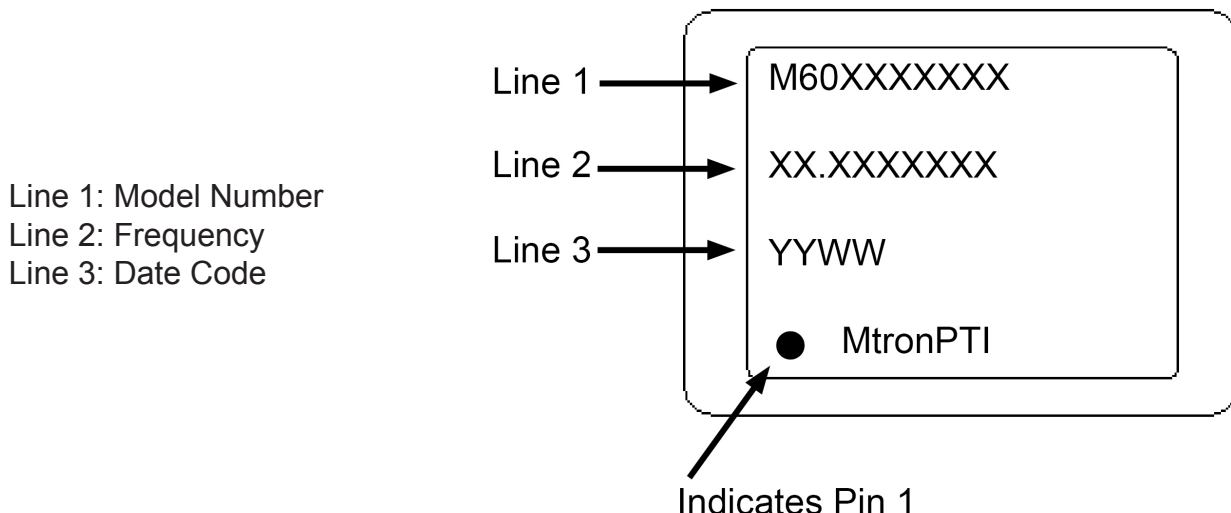 Line 1: Model Number
Line 2: Frequency
Line 3: Date Code
Line 1
M60XXXXXXX
Line 2
XX.XXXXXXX
Line 3
YYWW
MtronPTI
Indicates Pin 1